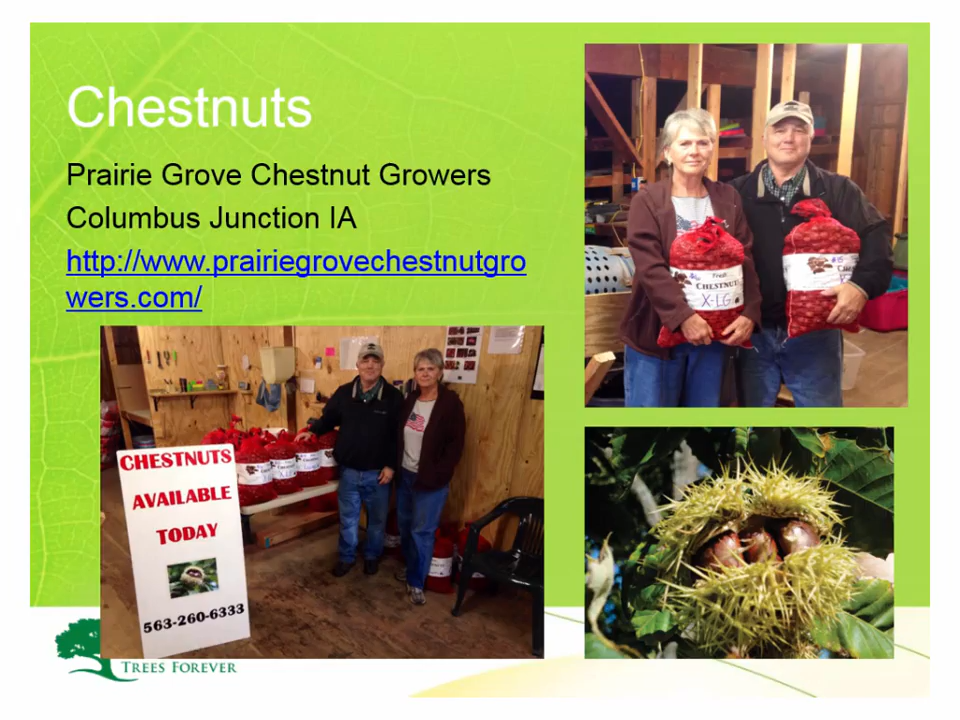 Chestnuts
Prairie Grove Chestnut Growers
Columbus Junction IA
http://www.prairiegrovechestnutgro
wers.com/
CHESTNUTS
AVAILABLE
TODAY
563-260-6333
Fresh
CHESTNUT
X-LG
TREES FOREVER